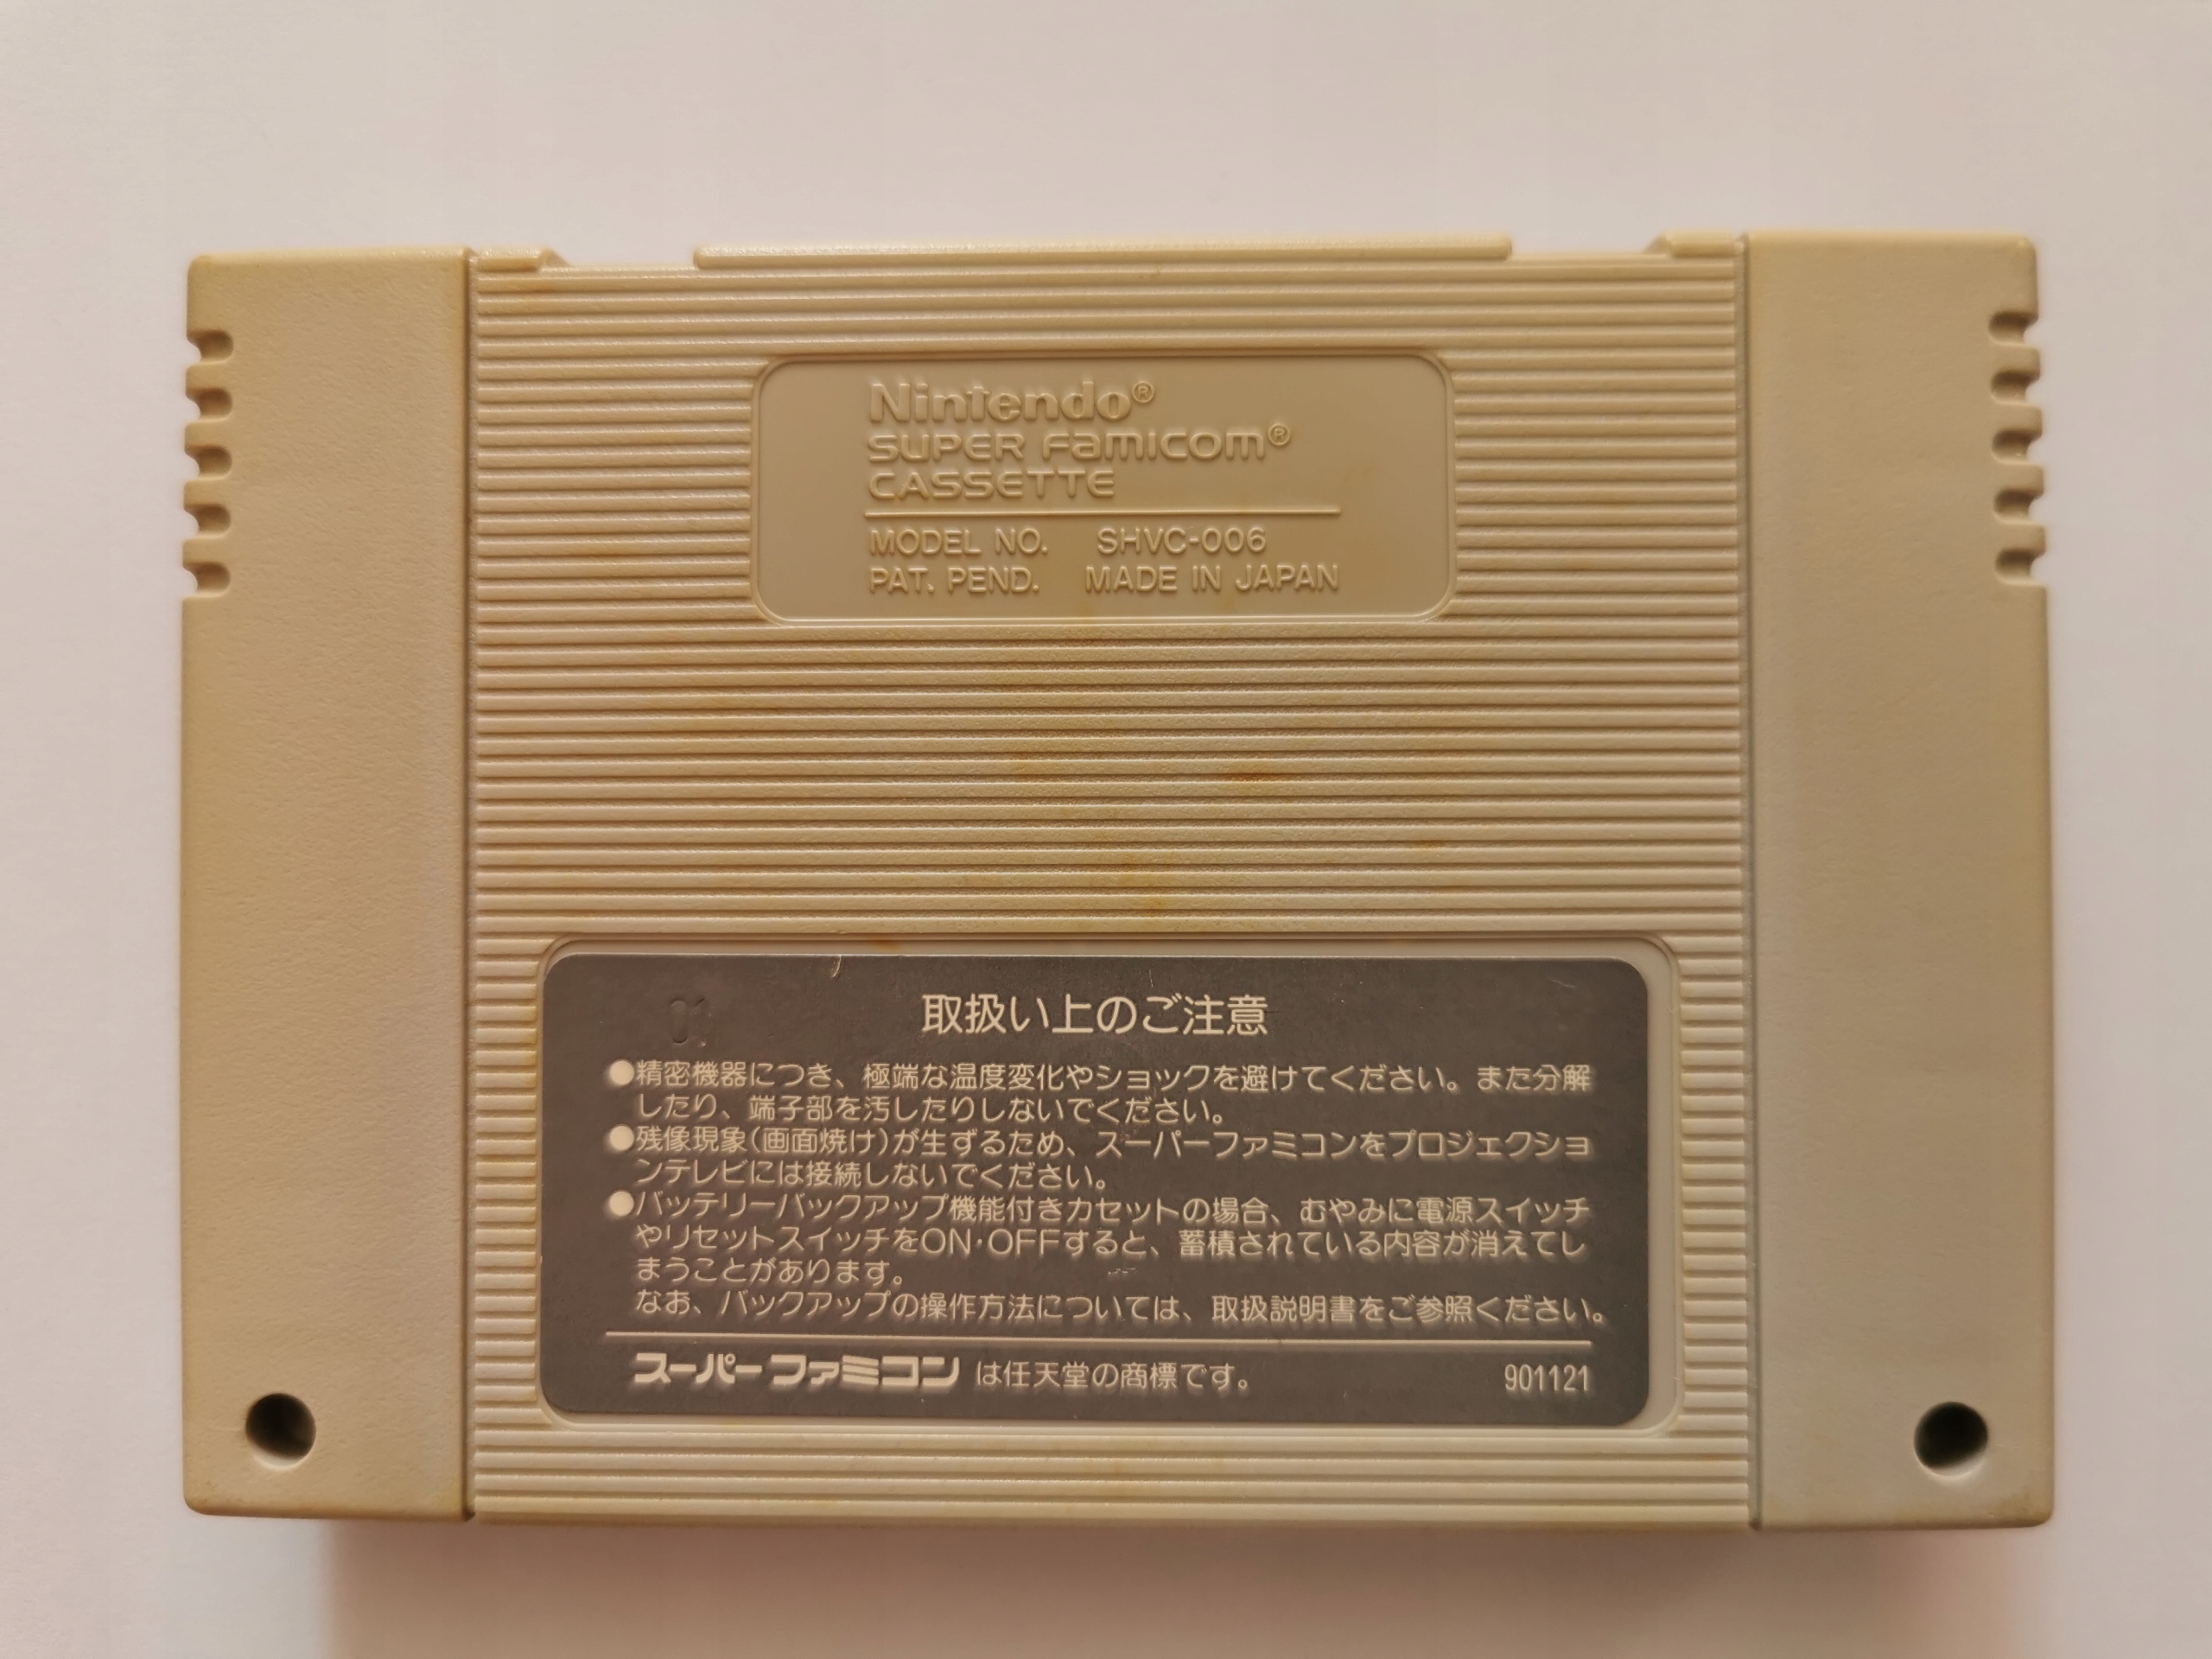 Nintendo®
SUPER Famicom®
CASSETTE
MODEL NO. SHVC-006
PAT. PEND. MADE IN JAPAN
取扱い上のご注意
●精密機器につき、極端な温度変化やショックを避けてください。また分解
したり、端子部を汚したりしないでください。
●残像現象(画面焼け)が生ずるため、スーパーファミコンをプロジェクショ
ンテレビには接続しないでください。
●バッテリーバックアップ機能付きカセットの場合、むやみに電源スイッチ
やリセットスイッチをON・OFFすると、蓄積されている内容が消えてし
まうことがあります。
なお、バックアップの操作方法については、取扱説明書をご参照ください。
スーパーファミコン は任天堂の商標です。 901121